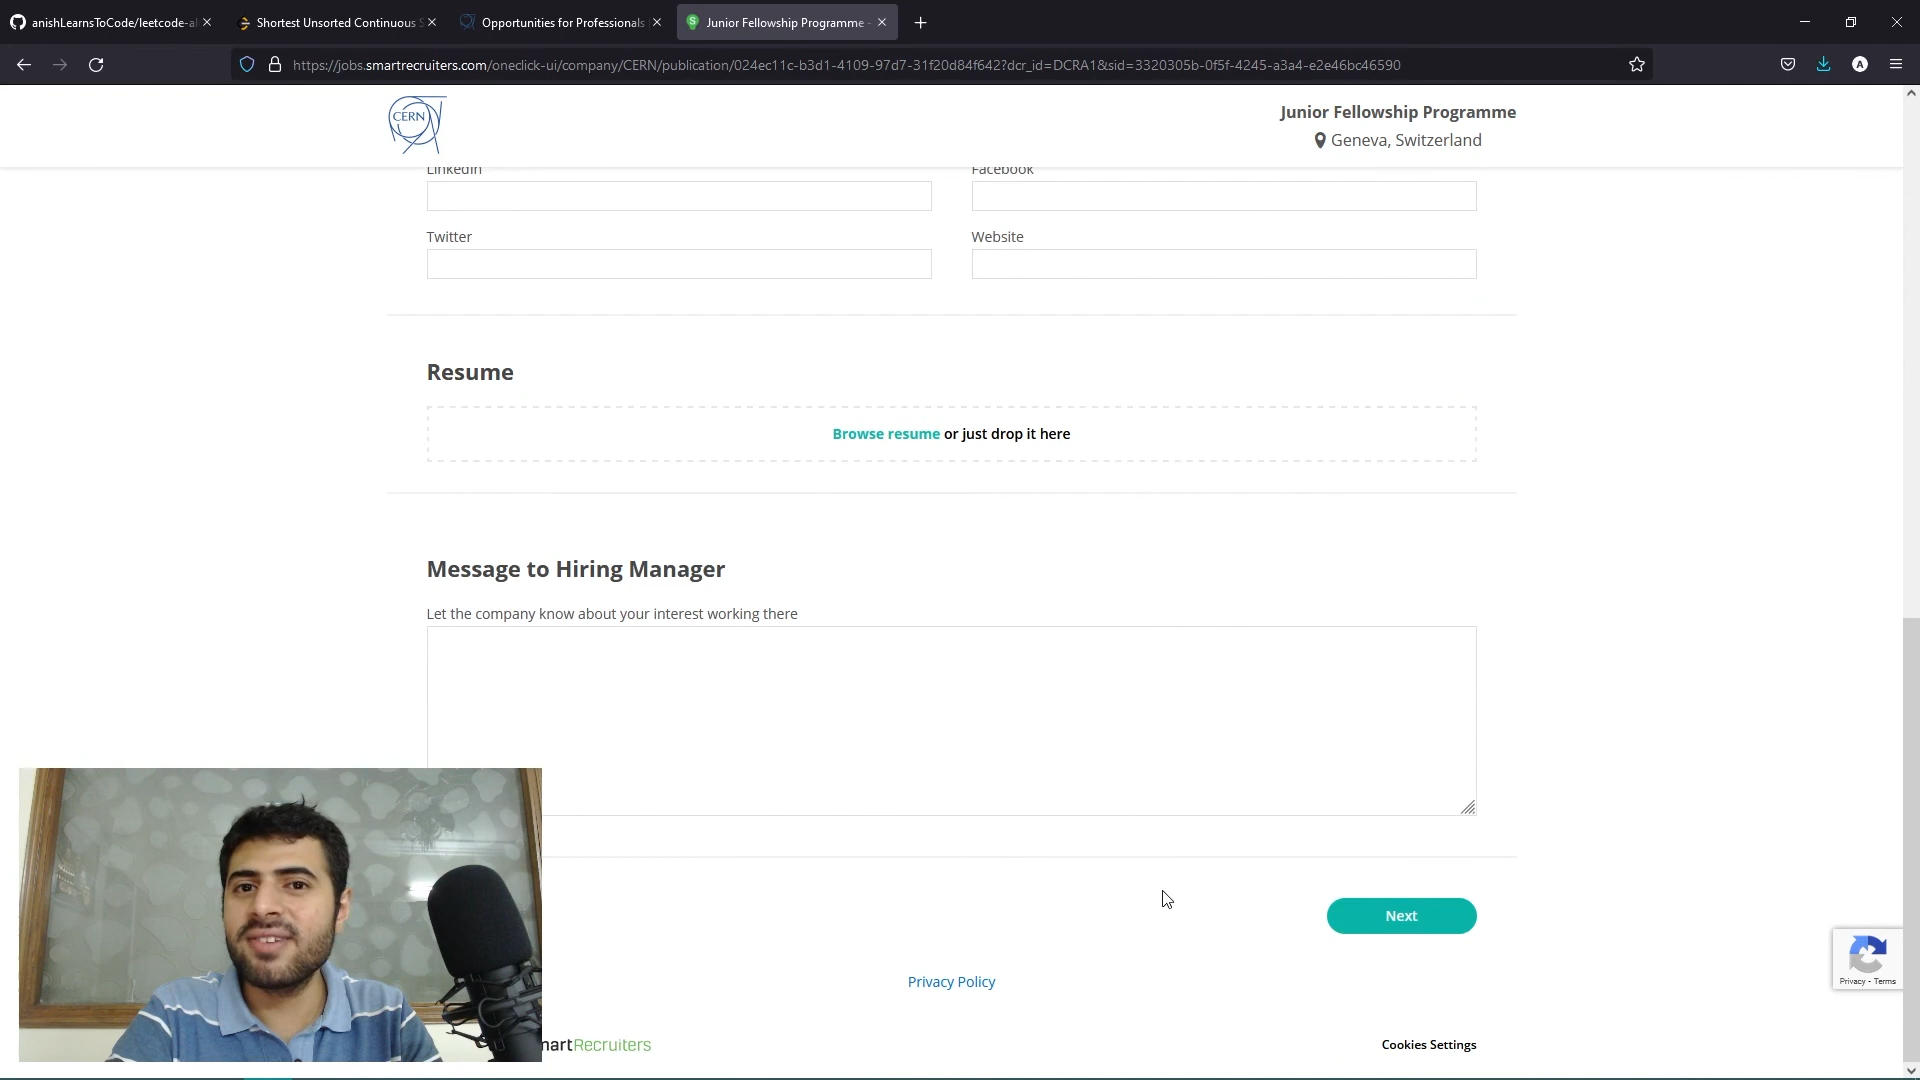 anishLearnsToCode/leetcode-al
Shortest Unsorted Continuous S
Opportunities for Professionals
Junior Fellowship Programme -
https://jobs.smartrecruiters.com/oneclick-ui/company/CERN/publication/024ec11c-b3d1-4109-97d7-31f20d84f642?dcr_id=DCRA1&sid=3320305b-0f5f-4245-a3a4-e2e46bc46590
A
CERN
Junior Fellowship Programme
Geneva, Switzerland
LinkedIn
Facebook
Twitter
Website
Resume
Browse resume or just drop it here
Message to Hiring Manager
Let the company know about your interest working there
Next
Privacy - Terms
Privacy Policy
martRecruiters
Cookies Settings